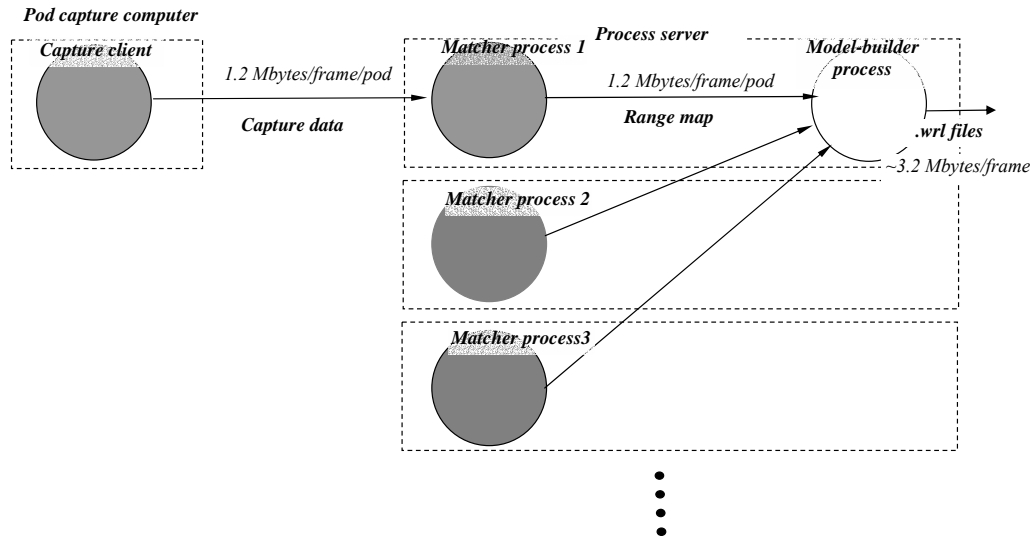 Pod capture computer
Capture client
1.2 Mbytes/frame/pod
Capture data
Process server
Matcher process 1
1.2 Mbytes/frame/pod
Range map
Model-builder
process
.wrl files
~3.2 Mbytes/frame
Matcher process 2
Matcher process3